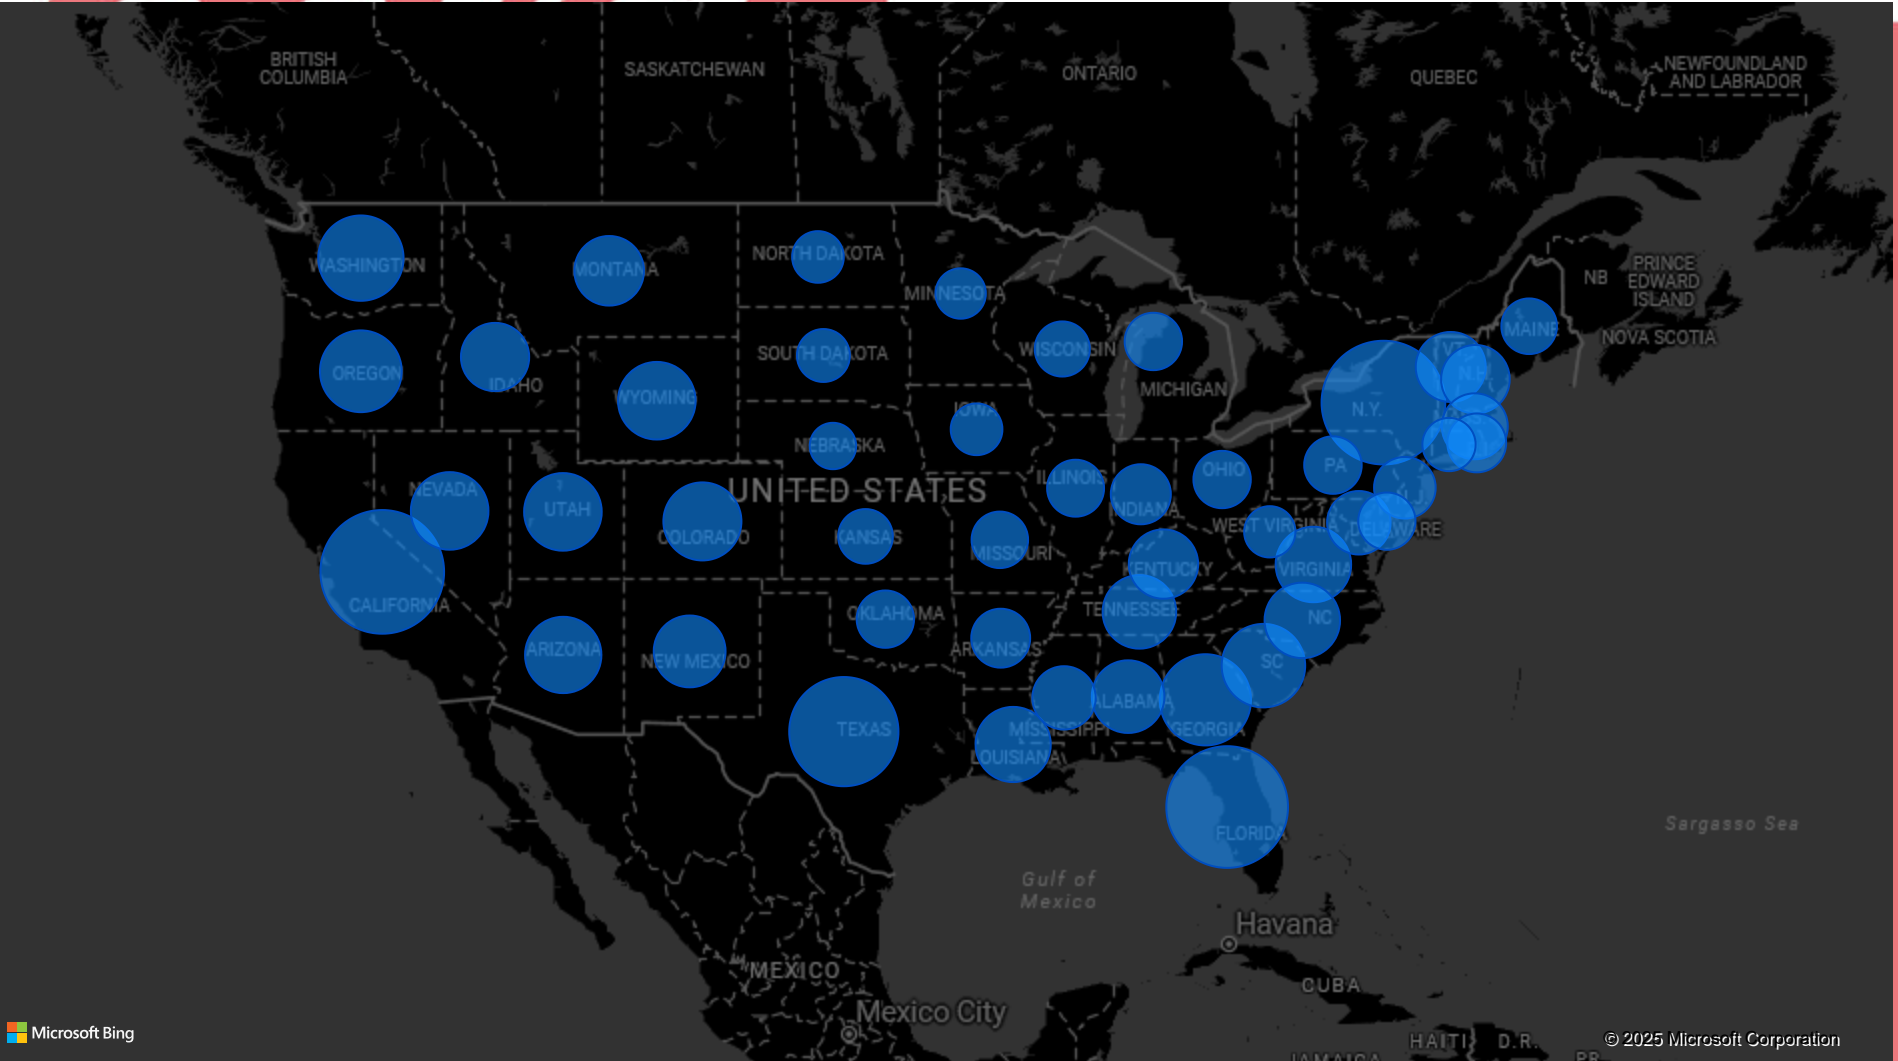 BRITISH
COLUMBIA
SASKATCHEWAN
ONTARIO
QUEBEC
NEWFOUNDLAND
AND LABRADOR
WASHINGTON
MONTANA
NORTH DAKOTA
MINNESOTA
NB
PRINCE
EDWARD
ISLAND
NOVA SCOTIA
MAINE
OREGON
IDAHO
WYOMING
SOUTH DAKOTA
WISCONSIN
MICHIGAN
VT
N.H.
N.Y.
IOWA
NEBRASKA
NEVADA
UTAH
COLORADO
UNITED STATES
KANSAS
MISSOURI
ILLINOIS
INDIANA
OHIO
PA
N.J.
WEST VIRGINIA
DELAWARE
KENTUCKY
VIRGINIA
CALIFORNIA
ARIZONA
NEW MEXICO
OKLAHOMA
ARKANSAS
TENNESSEE
NC
SC
TEXAS
LOUISIANA
MISSISSIPPI
ALABAMA
GEORGIA
FLORIDA
Sargasso Sea
Gulf of
Mexico
Havana
CUBA
MEXICO
Mexico City
HAITI
D.R.
JAMAICA
PR
Microsoft Bing
© 2025 Microsoft Corporation